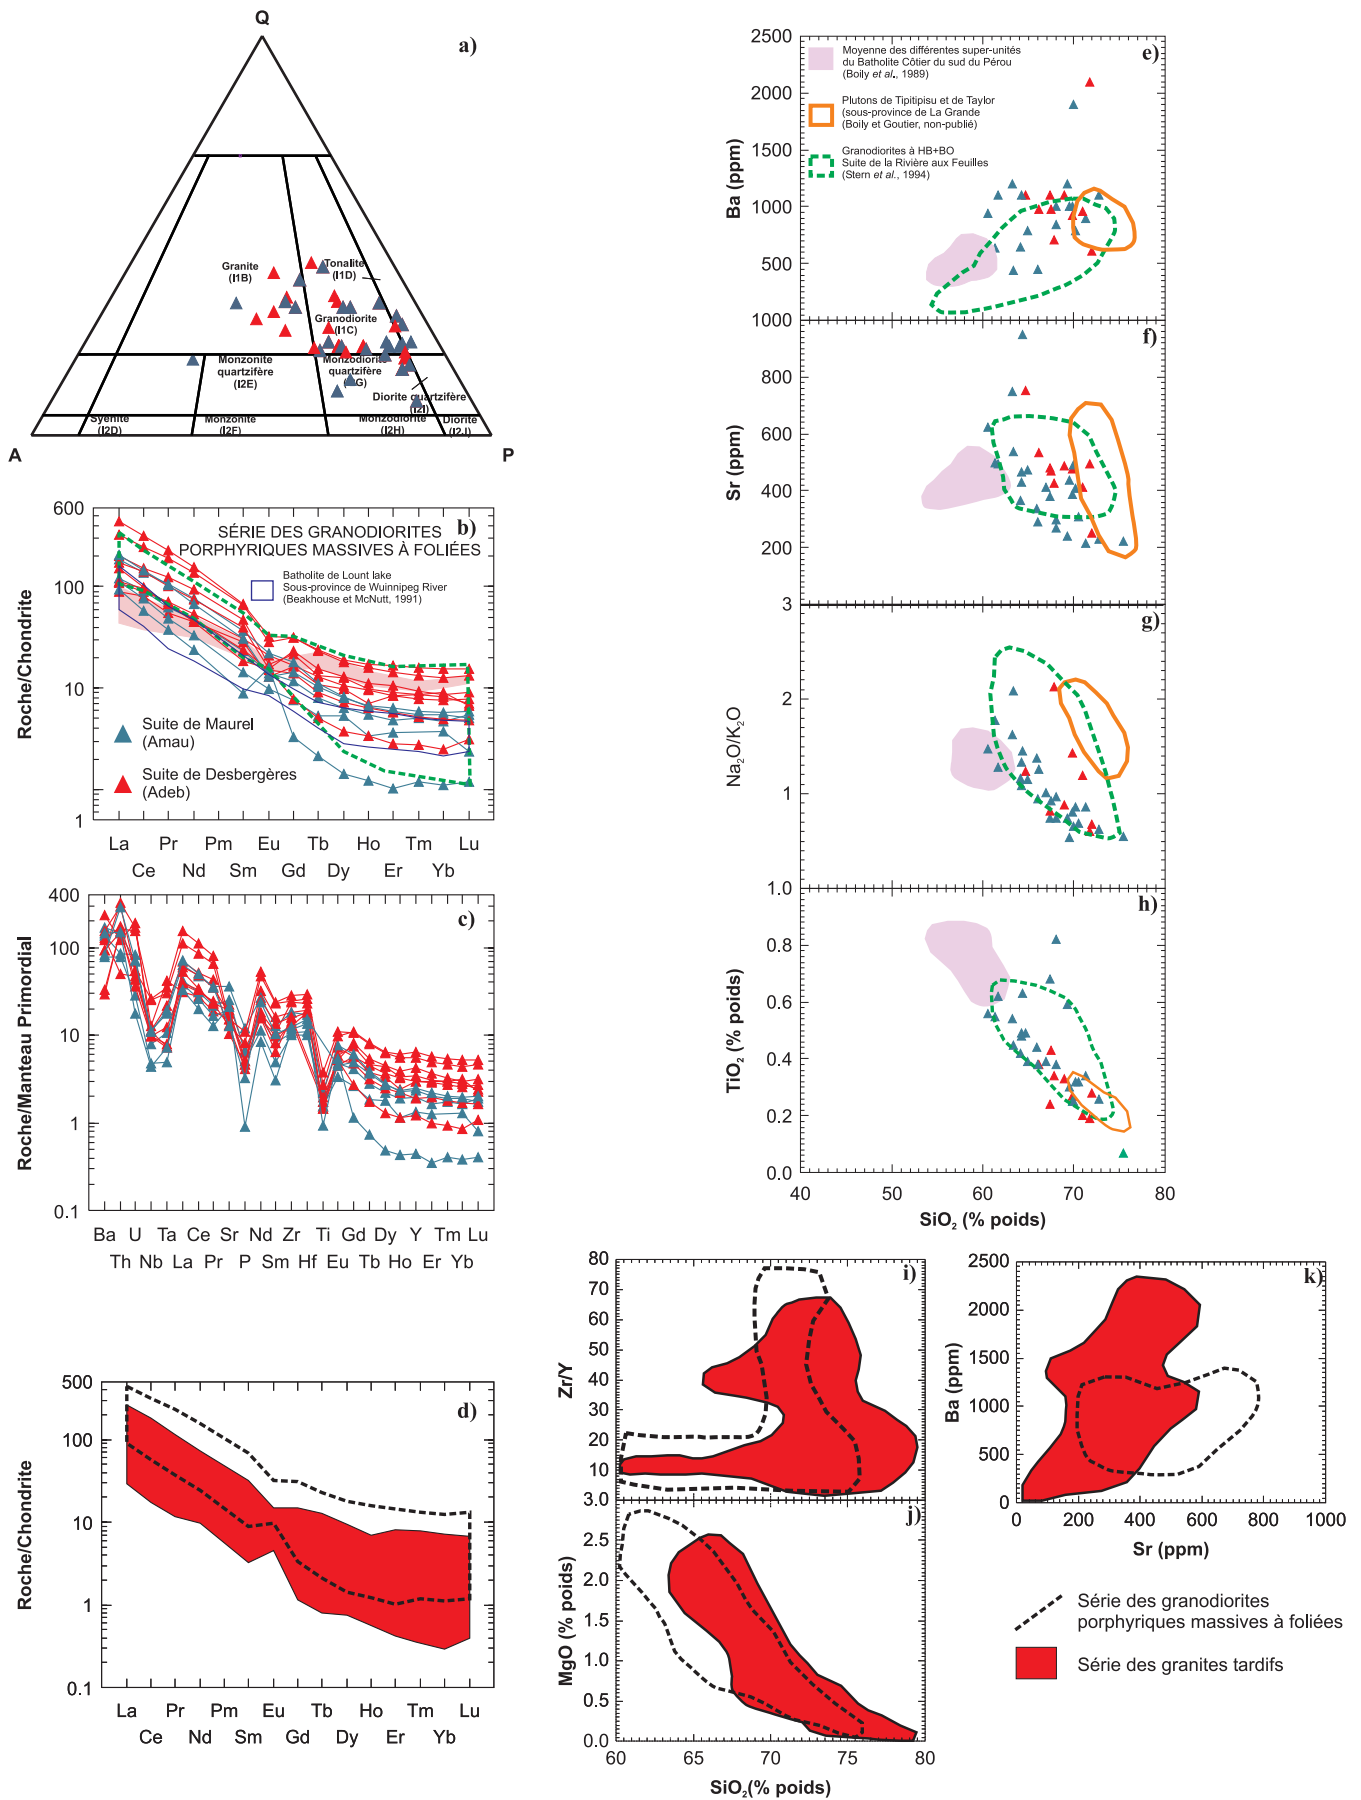 Q
a)
Granite
(I1B)
Tonalite
(I1D)
Granodiorite
(I1C)
Monzonite
quartzifère
(I2E)
Monzodiorite
quartzifère
Diorite quartzifère
(I2I)
Syénite
(I2D)
Monzonite
(I2F)
Monzodiorite
(I2H)
Diorite
(I2J)
A
P
b)
SÉRIE DES GRANODIORITES
PORPHYRIQUES MASSIVES À FOLIÉES
Batholite de Lount lake
Sous-province de Wuinnipeg River
(Beakhouse et McNutt, 1991)
Suite de Maurel
(Amau)
Suite de Desbergères
(Adeb)
Roche/Chondrite
600
100
10
1
La Pr Pm Eu Tb Ho Tm Lu
Ce Nd Sm Gd Dy Er Yb
c)
Roche/Manteau Primordial
400
100
10
1
0.1
Ba U Ta Ce Sr Nd Zr Ti Gd Dy Y Tm Lu
Th Nb La Pr P Sm Hf Eu Tb Ho Er Yb
d)
Roche/Chondrite
500
100
10
1
0.1
La Pr Pm Eu Tb Ho Tm Lu
Ce Nd Sm Gd Dy Er Yb
e)
Moyenne des différentes super-unités
du Batholite Côtier du sud du Pérou
(Boily et al., 1989)
Plutons de Tipitipisu et de Taylor
(sous-province de La Grande
(Boily et Goutier, non-publié)
Granodiorites à HB+BO
Suite de la Rivière aux Feuilles
(Stern et al., 1994)
Ba (ppm)
2500
2000
1500
1000
500
1000
f)
Sr (ppm)
800
600
400
200
3
g)
Na2O/K2O
2
1
1.0
h)
TiO2 (% poids)
0.8
0.6
0.4
0.2
0.0
40 50 60 70 80
SiO2 (% poids)
i)
Zr/Y
80
70
60
50
40
30
20
10
3.0
j)
MgO (% poids)
2.5
2.0
1.5
1.0
0.5
0.0
60 65 70 75 80
SiO2(% poids)
k)
Ba (ppm)
2500
2000
1500
1000
500
0
0 200 400 600 800 1000
Sr (ppm)
Série des granodiorites
porphyriques massives à foliées
Série des granites tardifs